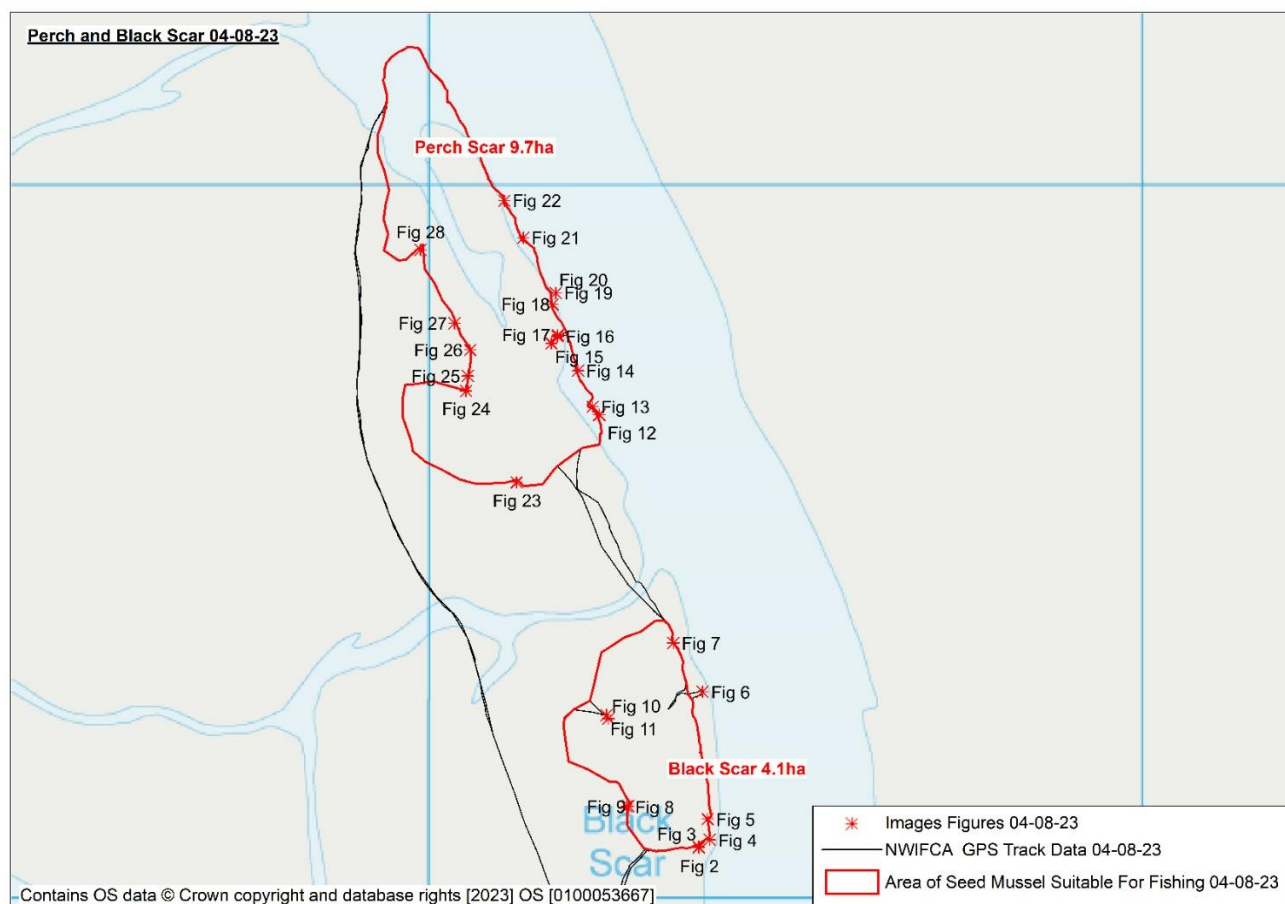 Perch and Black Scar 04-08-23
Perch Scar 9.7ha
Fig 22
Fig 21
Fig 28
Fig 20
Fig 19
Fig 18
Fig 27
Fig 17
Fig 16
Fig 15
Fig 26
Fig 14
Fig 25
Fig 24
Fig 13
Fig 12
Fig 23
Fig 7
Fig 6
Fig 10
Fig 11
Black Scar 4.1ha
Fig 9
Fig 8
Black
Scar
Fig 5
Fig 3
Fig 4
Fig 2
Images Figures 04-08-23
NWIFCA GPS Track Data 04-08-23
Area of Seed Mussel Suitable For Fishing 04-08-23
Contains OS data © Crown copyright and database rights [2023] OS [0100053667]